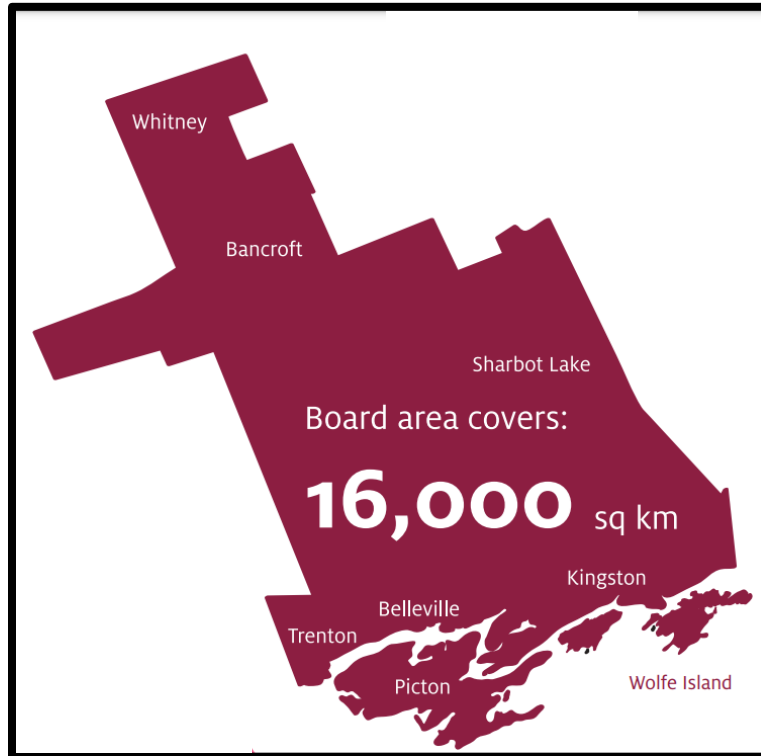 Whitney
Bancroft
Sharbot Lake
Board area covers:
16,000 sq km
Kingston
Belleville
Trenton
Picton
Wolfe Island